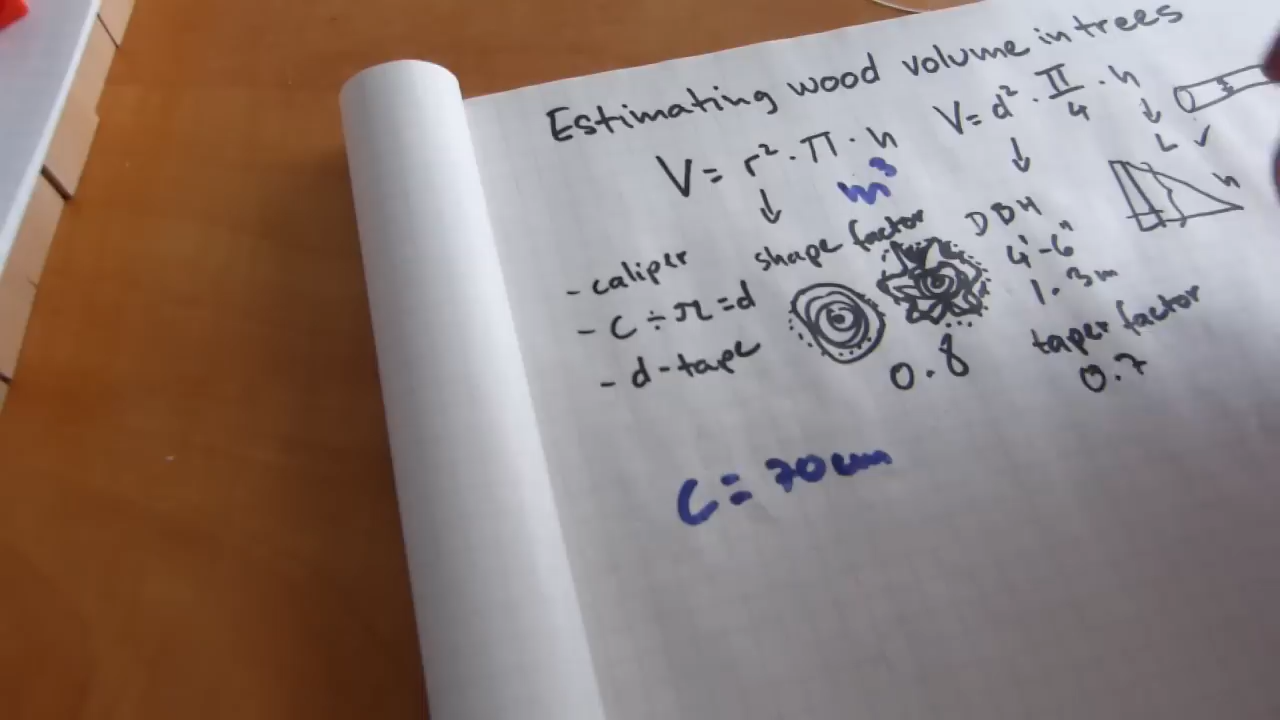 Estimating wood volume in trees
V = r² · π · h
V = d² · π/4 · h
m³
L ✓
h
- caliper
- C ÷ π = d
- d-tape
shape factor
0.8
DBH
4'-6"
1.3m
taper factor
0.7
C = 70cm